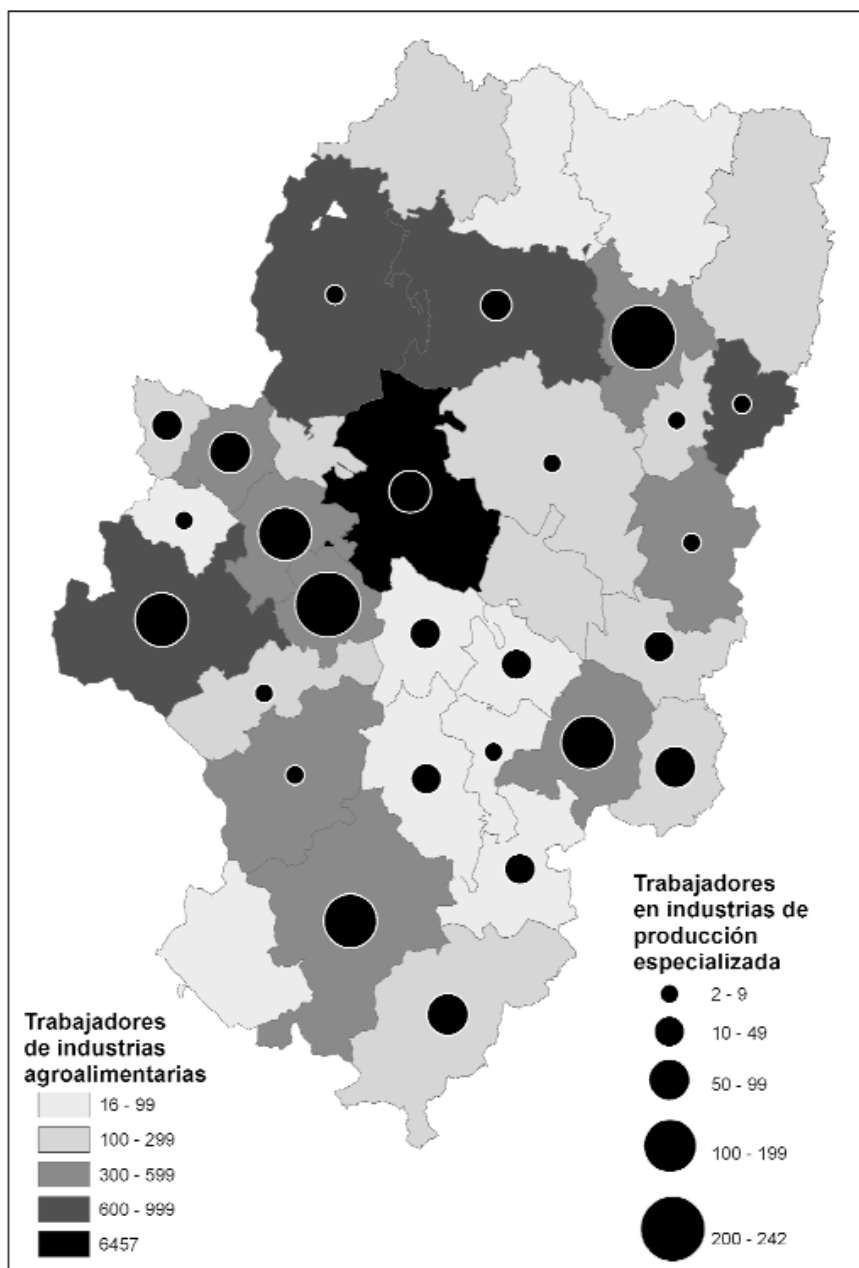 Trabajadores
de industrias
agroalimentarias
16 - 99
100 - 299
300 - 599
600 - 999
6457
Trabajadores
en industrias de
producción
especializada
2 - 9
10 - 49
50 - 99
100 - 199
200 - 242